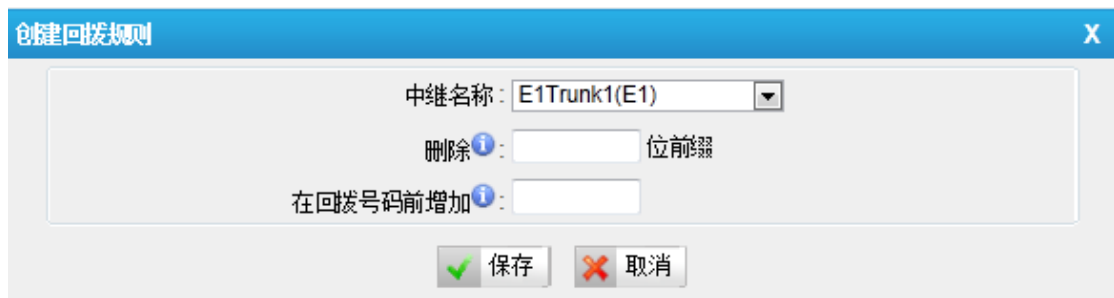 创建回拨规则 X
中继名称 : E1Trunk1(E1)
删除 : 位前缀
在回拨号码前增加 :
保存 取消